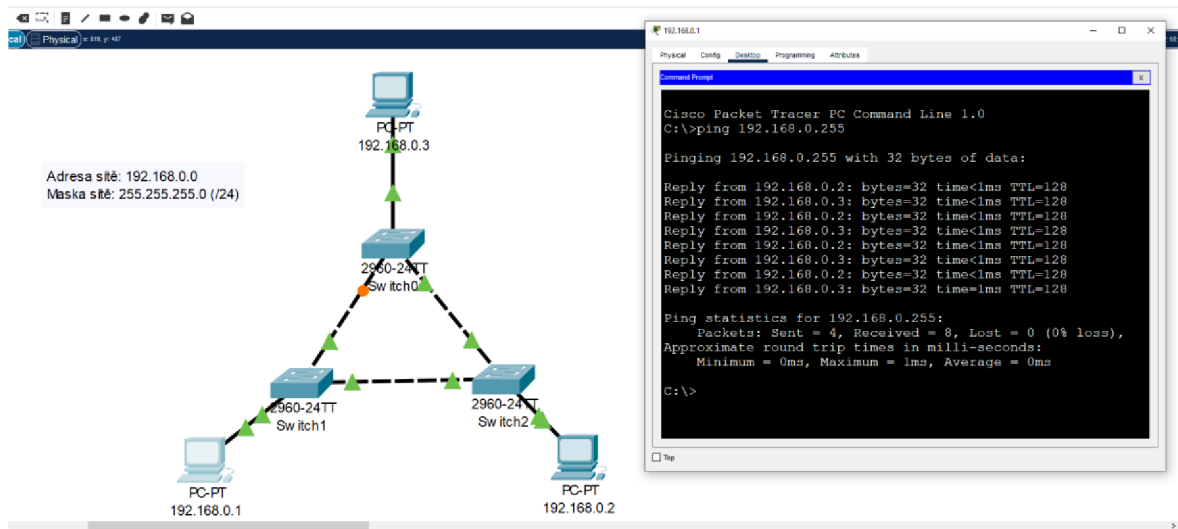 Physical x: 819, y: 487
PC-PT
192.168.0.3
Adresa sítě: 192.168.0.0
Maska sítě: 255.255.255.0 (/24)
2960-24TT
Switch0
2960-24TT
Switch1
2960-24TT
Switch2
PC-PT
192.168.0.1
PC-PT
192.168.0.2
192.168.0.1
Physical Config Desktop Programming Attributes
Command Prompt
X
Cisco Packet Tracer PC Command Line 1.0
C:\>ping 192.168.0.255
Pinging 192.168.0.255 with 32 bytes of data:
Reply from 192.168.0.2: bytes=32 time<1ms TTL=128
Reply from 192.168.0.3: bytes=32 time<1ms TTL=128
Reply from 192.168.0.2: bytes=32 time<1ms TTL=128
Reply from 192.168.0.3: bytes=32 time<1ms TTL=128
Reply from 192.168.0.2: bytes=32 time<1ms TTL=128
Reply from 192.168.0.3: bytes=32 time<1ms TTL=128
Reply from 192.168.0.2: bytes=32 time<1ms TTL=128
Reply from 192.168.0.3: bytes=32 time=1ms TTL=128
Ping statistics for 192.168.0.255:
Packets: Sent = 4, Received = 8, Lost = 0 (0% loss),
Approximate round trip times in milli-seconds:
Minimum = 0ms, Maximum = 1ms, Average = 0ms
C:\>
Top